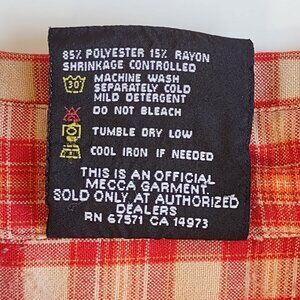 85% POLYESTER 15% RAYON
SHRINKAGE CONTROLLED
30 MACHINE WASH
SEPARATELY COLD
MILD DETERGENT
DO NOT BLEACH
TUMBLE DRY LOW
COOL IRON IF NEEDED
THIS IS AN OFFICIAL
MECCA GARMENT.
SOLD ONLY AT AUTHORIZED
DEALERS
RN 67571 CA 14973